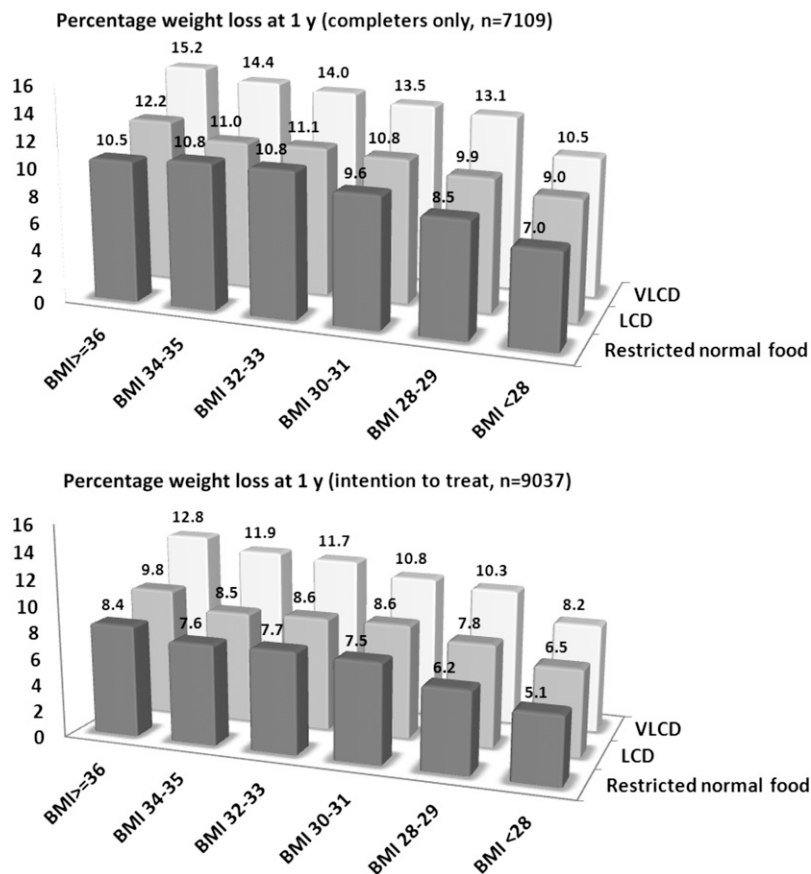 Percentage weight loss at 1 y (completers only, n=7109)
15.2 14.4 14.0 13.5 13.1 10.5
12.2 11.0 11.1 10.8 9.9 9.0
10.5 10.8 10.8 9.6 8.5 7.0
16
14
12
10
8
6
4
2
0
VLCD
LCD
Restricted normal food
BMI>=36
BMI 34-35
BMI 32-33
BMI 30-31
BMI 28-29
BMI <28
Percentage weight loss at 1 y (intention to treat, n=9037)
12.8 11.9 11.7 10.8 10.3 8.2
9.8 8.5 8.6 8.6 7.8 6.5
8.4 7.6 7.7 7.5 6.2 5.1
16
14
12
10
8
6
4
2
0
VLCD
LCD
Restricted normal food
BMI>=36
BMI 34-35
BMI 32-33
BMI 30-31
BMI 28-29
BMI <28